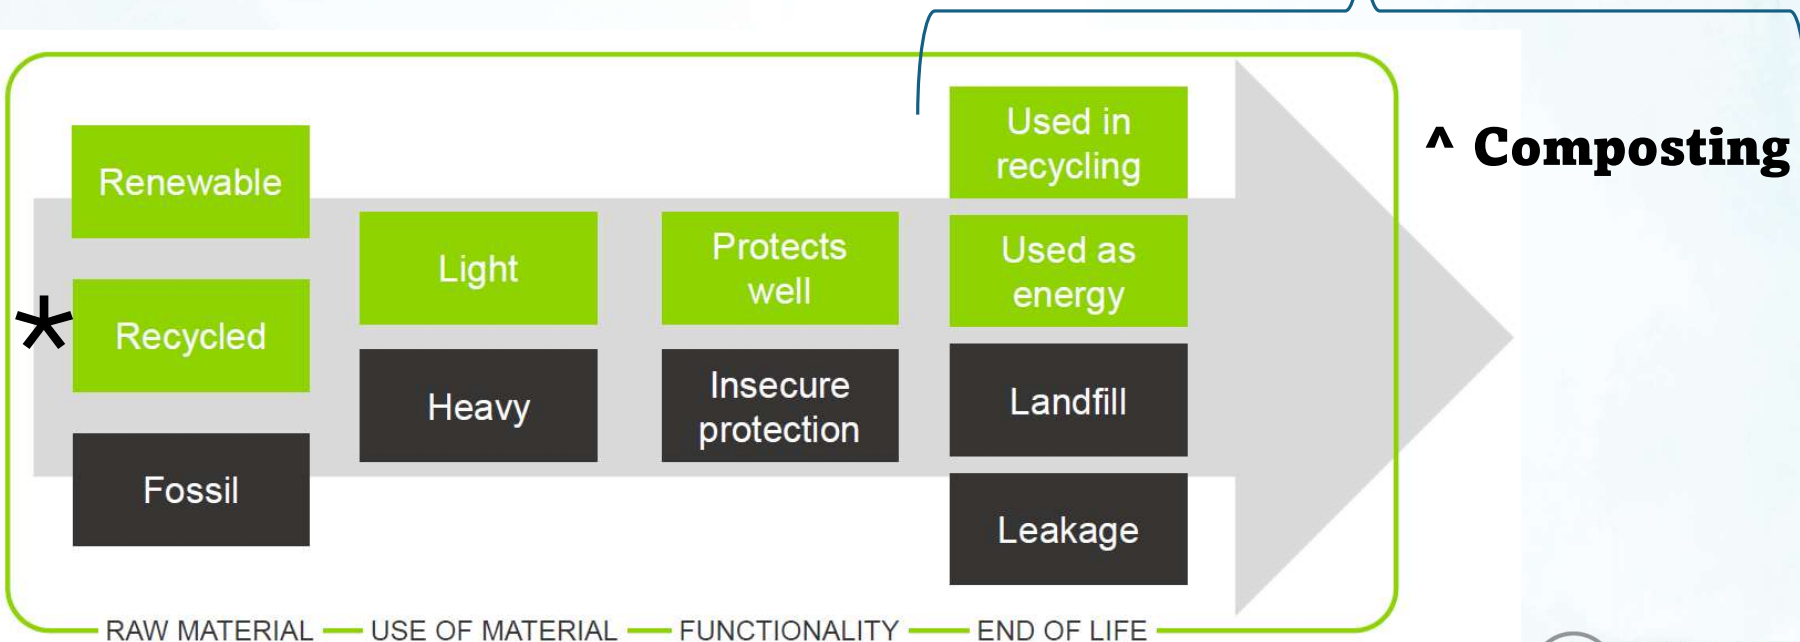 Renewable
*
Recycled
Fossil
Light
Heavy
Protects
well
Insecure
protection
Used in
recycling
Used as
energy
Landfill
Leakage
^ Composting
RAW MATERIAL
USE OF MATERIAL
FUNCTIONALITY
END OF LIFE